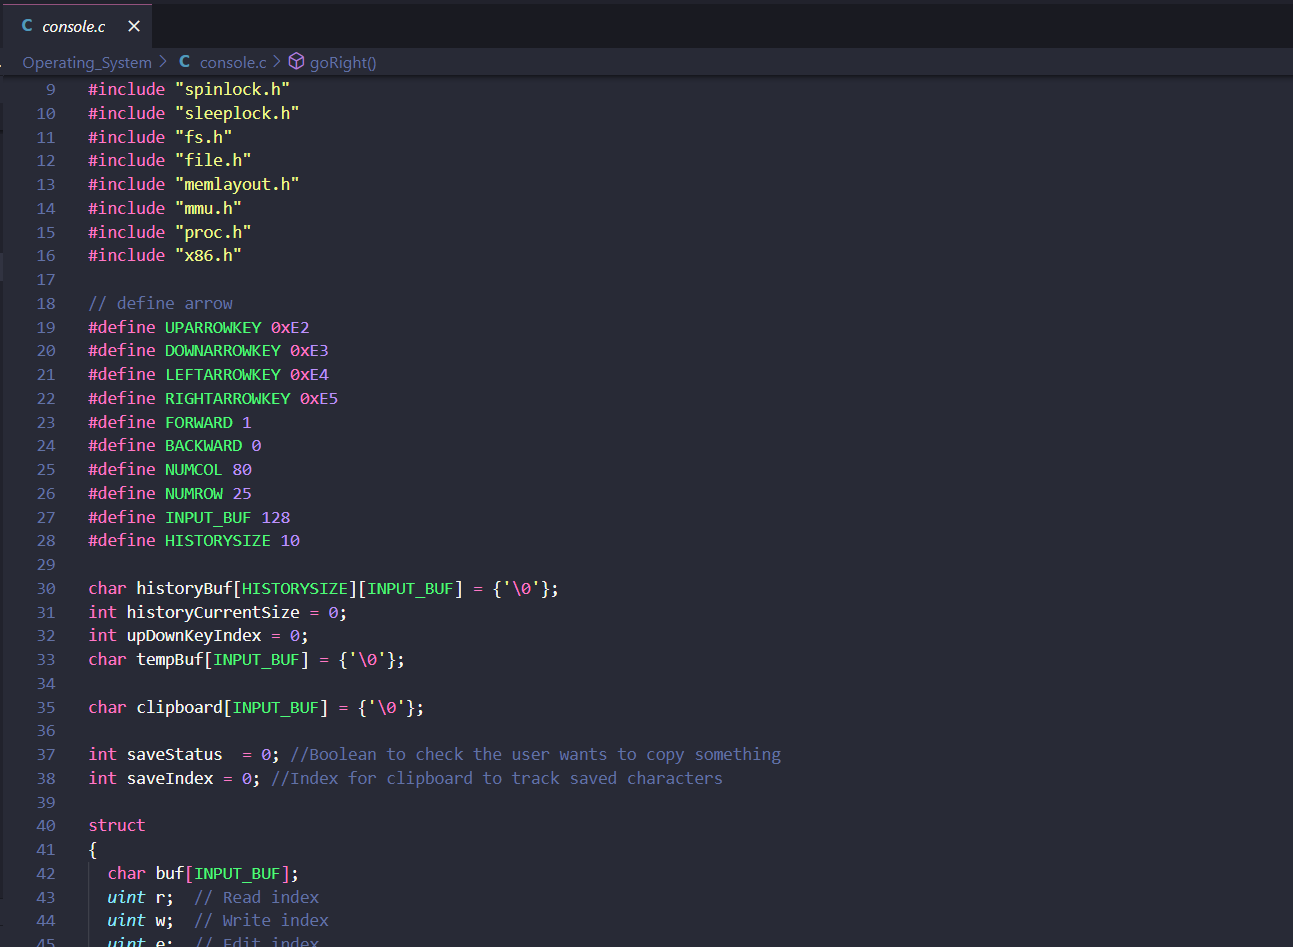 C console.c ×
Operating_System > C console.c > goRight()
9 #include "spinlock.h"
10 #include "sleeplock.h"
11 #include "fs.h"
12 #include "file.h"
13 #include "memlayout.h"
14 #include "mmu.h"
15 #include "proc.h"
16 #include "x86.h"
17
18 // define arrow
19 #define UPARROWKEY 0xE2
20 #define DOWNARROWKEY 0xE3
21 #define LEFTARROWKEY 0xE4
22 #define RIGHTARROWKEY 0xE5
23 #define FORWARD 1
24 #define BACKWARD 0
25 #define NUMCOL 80
26 #define NUMROW 25
27 #define INPUT_BUF 128
28 #define HISTORYSIZE 10
29
30 char historyBuf[HISTORYSIZE][INPUT_BUF] = {'\0'};
31 int historyCurrentSize = 0;
32 int upDownKeyIndex = 0;
33 char tempBuf[INPUT_BUF] = {'\0'};
34
35 char clipboard[INPUT_BUF] = {'\0'};
36
37 int saveStatus  = 0; //Boolean to check the user wants to copy something
38 int saveIndex = 0; //Index for clipboard to track saved characters
39
40 struct
41 {
42   char buf[INPUT_BUF];
43   uint r;  // Read index
44   uint w;  // Write index
45   uint e;  // Edit index